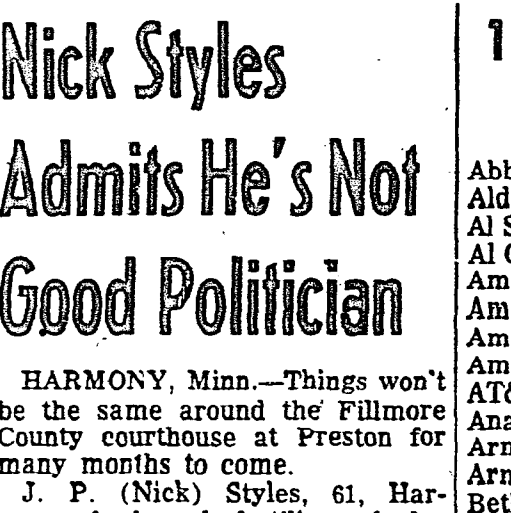 Nick Styles
Admits He's Not
Good Politician
HARMONY, Minn.—Things won't
be the same around the Fillmore
County courthouse at Preston for
many months to come.
J. P. (Nick) Styles, 61, Har-
1
Abb
Ald
Al S
Al
Am
Am
Am
Am
AT&
Ana
Arn
Arm
Beth